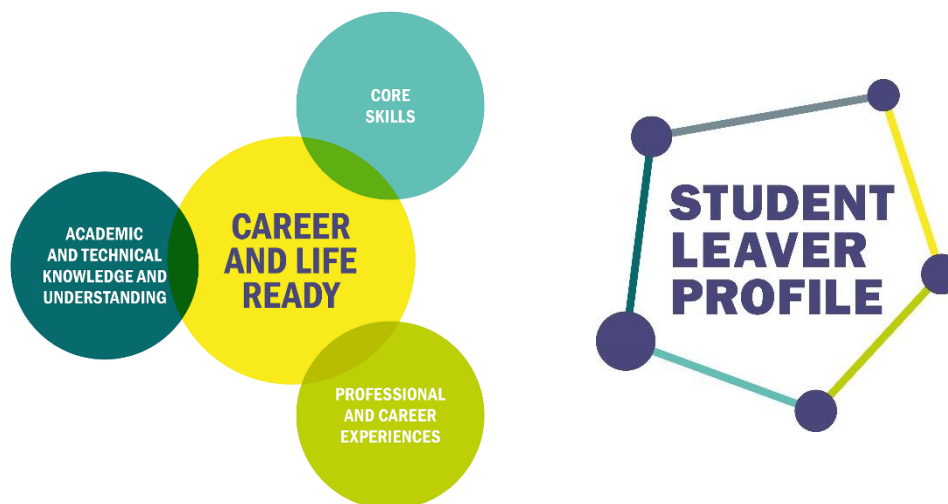 CORE
SKILLS
ACADEMIC
AND TECHNICAL
KNOWLEDGE AND
UNDERSTANDING
CAREER
AND LIFE
READY
PROFESSIONAL
AND CAREER
EXPERIENCES
STUDENT
LEAVER
PROFILE